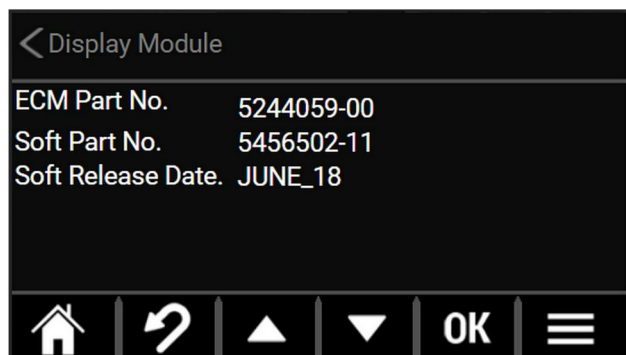 Display Module
ECM Part No. 5244059-00
Soft Part No. 5456502-11
Soft Release Date. JUNE_18
OK